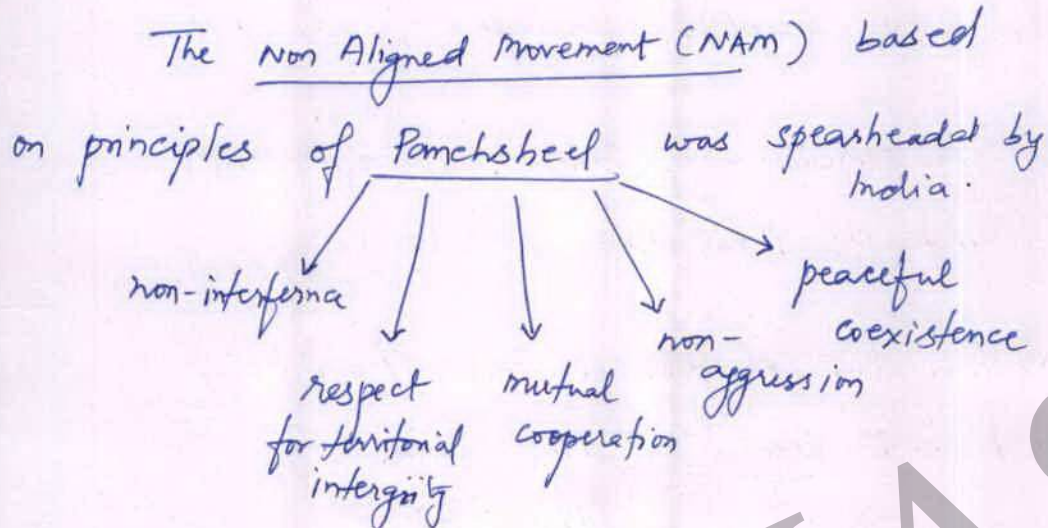 The Non Aligned Movement (NAM) based
on principles of Pamchsheel was spearheaded by
India.
non-interferna
respect
for territorial
intergrity
mutual
cooperation
non-
aggression
peaceful
coexistence